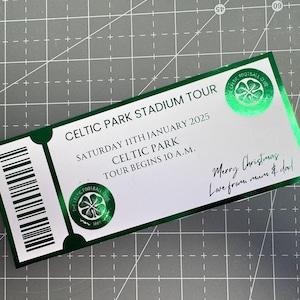 CELTIC PARK STADIUM TOUR
SATURDAY 11TH JANUARY 2025
CELTIC PARK
TOUR BEGINS 10 A.M.
Merry Christmas
Love from mum & dad